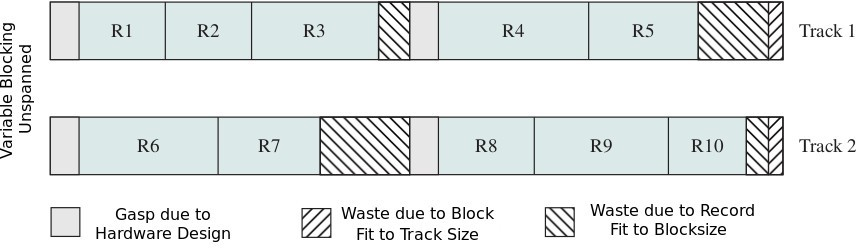 Variable Blocking
Unspanned
R1 R2 R3 R4 R5 Track 1
R6 R7 R8 R9 R10 Track 2
Gasp due to
Hardware Design
Waste due to Block
Fit to Track Size
Waste due to Record
Fit to Blocksize